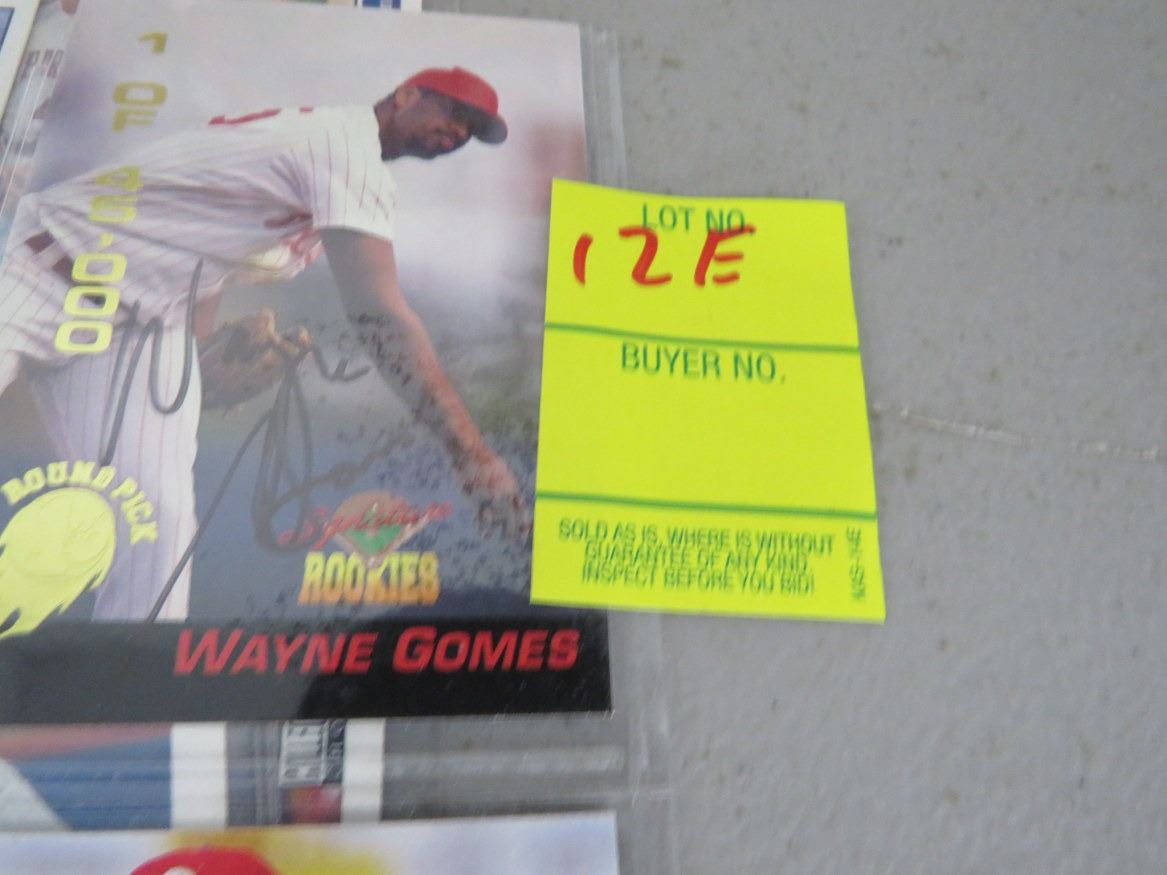 1 OF 45,000
ROUND PICK
Signature
ROOKIES
WAYNE GOMES
LOT NO.
12E
BUYER NO.
SOLD AS IS, WHERE IS WITHOUT
GUARANTEE OF ANY KIND.
INSPECT BEFORE YOU BID!